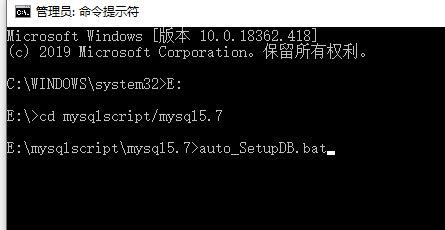 管理员: 命令提示符
Microsoft Windows [版本 10.0.18362.418]
(c) 2019 Microsoft Corporation。保留所有权利。
C:\WINDOWS\system32>E:
E:\>cd mysqlscript/mysql5.7
E:\mysqlscript\mysql5.7>auto_SetupDB.bat